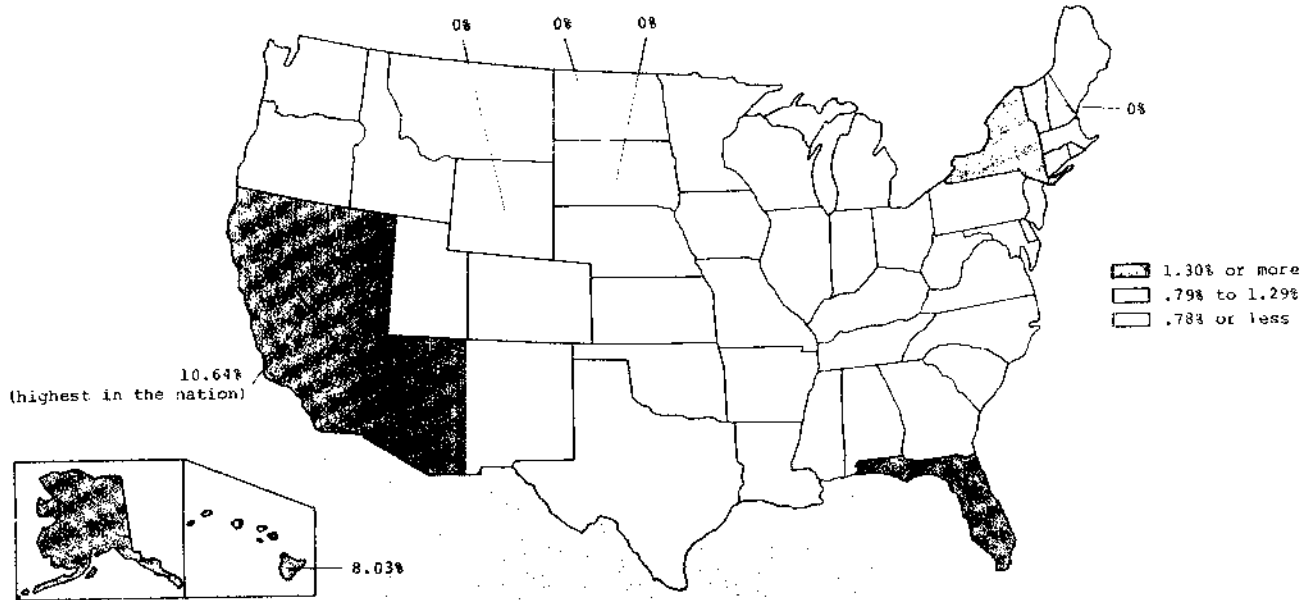 0% 0% 0%
0%
1.30% or more
.79% to 1.29%
.78% or less
10.64%
(highest in the nation)
8.03%